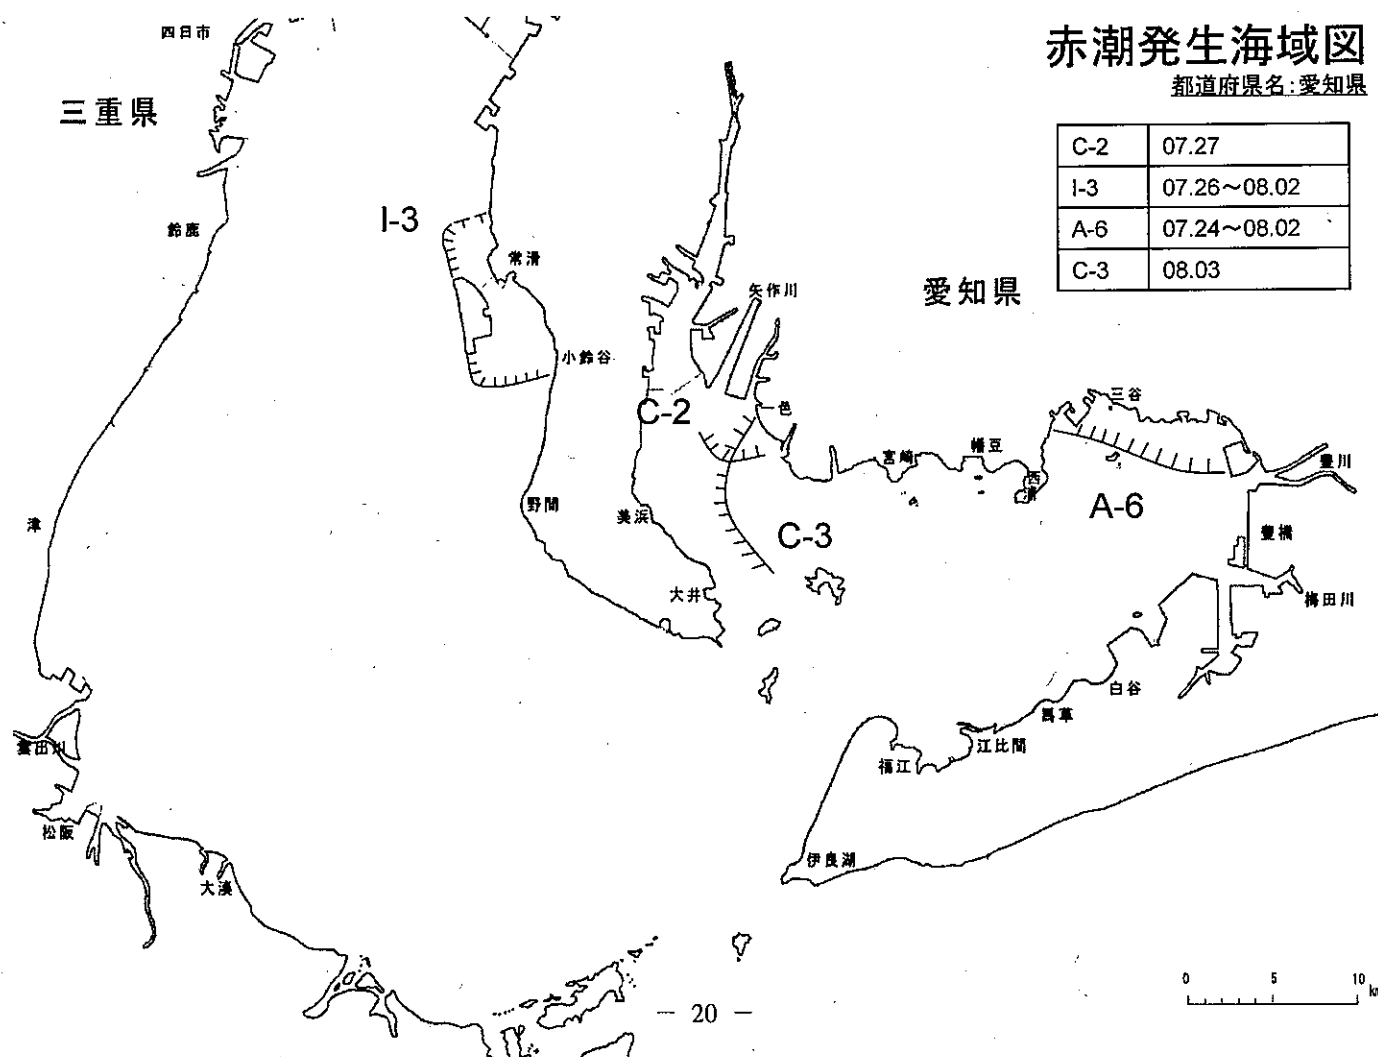 赤潮発生海域図
都道府県名:愛知県
C-2 07.27
I-3 07.26～08.02
A-6 07.24～08.02
C-3 08.03
四日市
三重県
鈴鹿
I-3
常滑
矢作川
愛知県
小鈴谷
C-2
一色
三谷
宮崎
幡豆
西浦
豊川
津
野間
美浜
A-6
C-3
豊橋
大井
梅田川
白谷
馬草
雲出川
江比間
福江
松阪
伊良湖
大湊
0 5 10
km
— 20 —